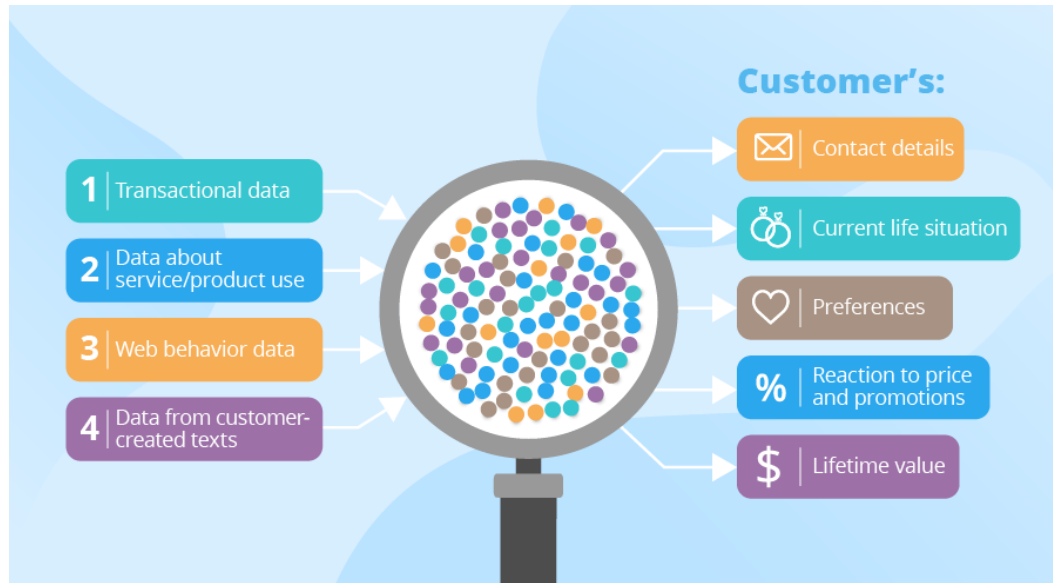 Customer's:
1 Transactional data
2 Data about
service/product use
3 Web behavior data
4 Data from customer-
created texts
Contact details
Current life situation
Preferences
% Reaction to price
and promotions
$ Lifetime value